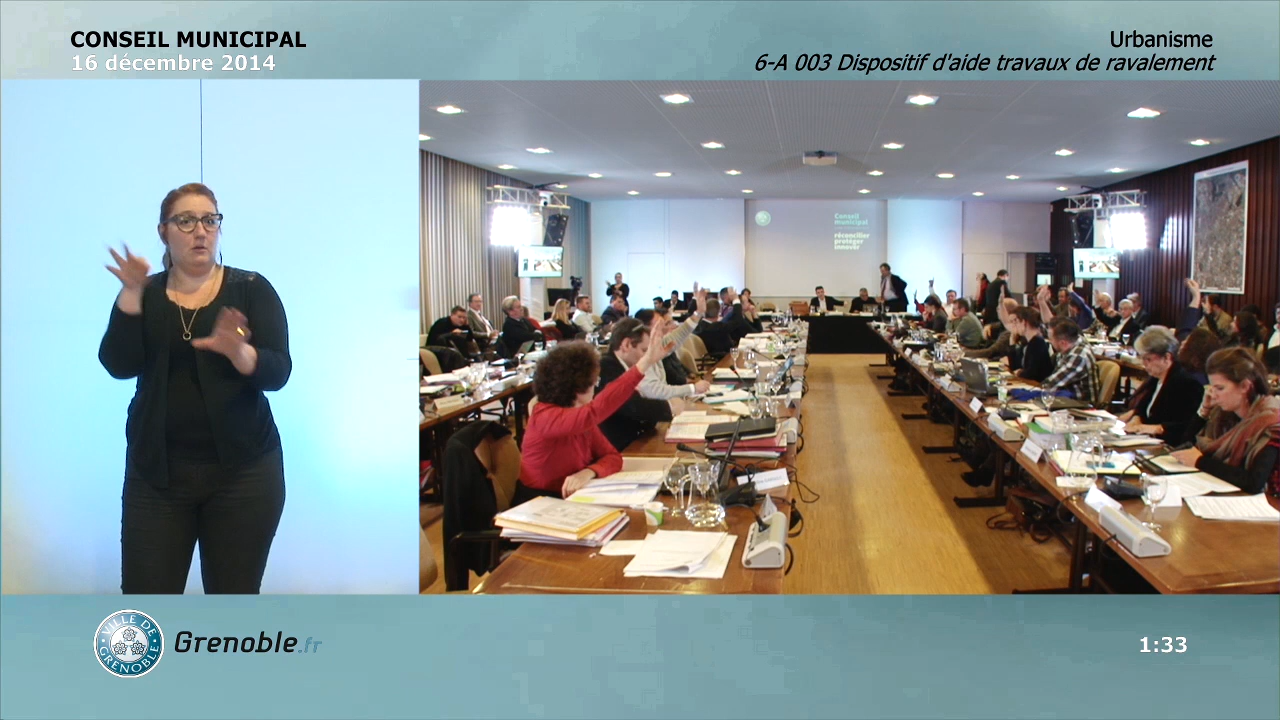 CONSEIL MUNICIPAL
16 décembre 2014
Urbanisme
6-A 003 Dispositif d'aide travaux de ravalement
Conseil
municipal
réconcilier
protéger
innover
VILLE DE
GRENOBLE
Grenoble.fr
1:33